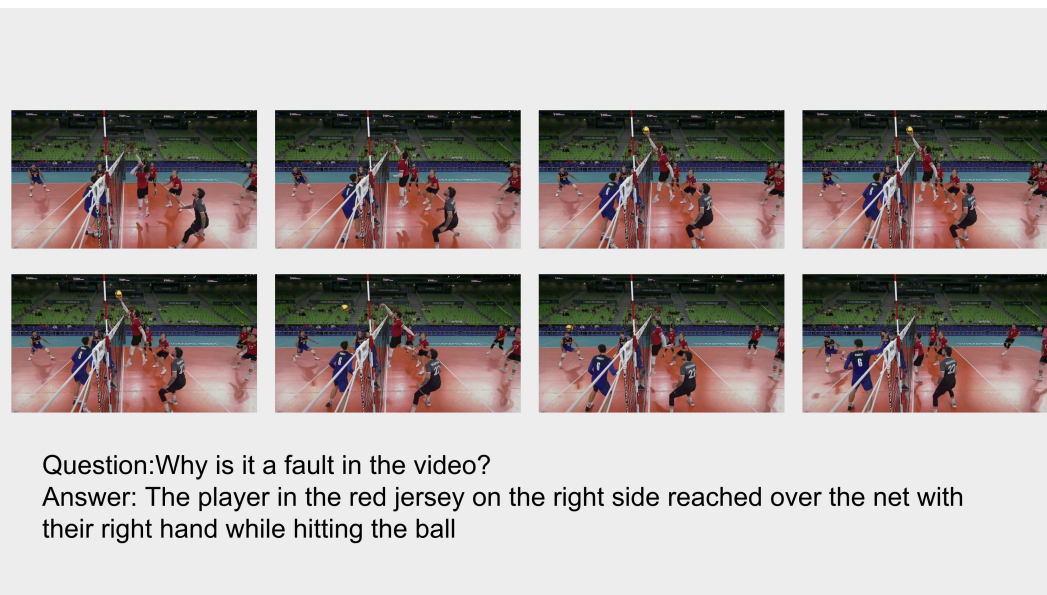 Question:Why is it a fault in the video?
Answer: The player in the red jersey on the right side reached over the net with
their right hand while hitting the ball